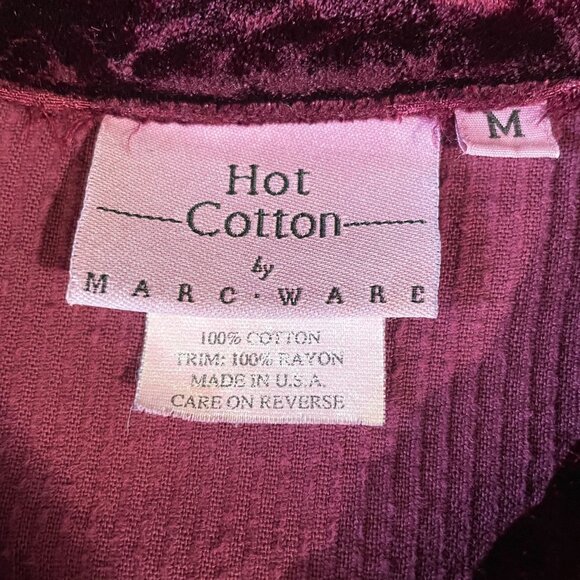 Hot
Cotton
by
MARC·WARE
M
100% COTTON
TRIM: 100% RAYON
MADE IN U.S.A.
CARE ON REVERSE